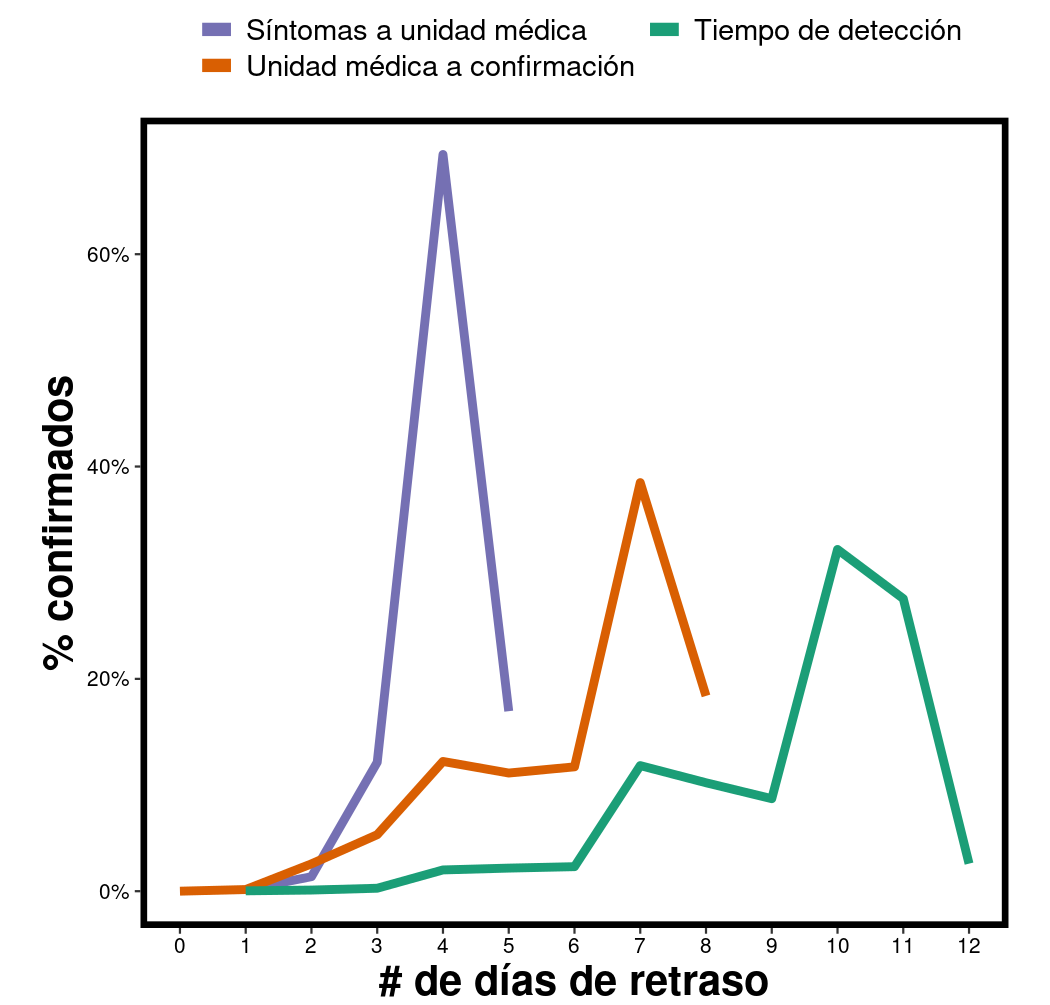 Síntomas a unidad médica
Tiempo de detección
Unidad médica a confirmación
60%
40%
20%
0%
% confirmados
0 1 2 3 4 5 6 7 8 9 10 11 12
# de días de retraso